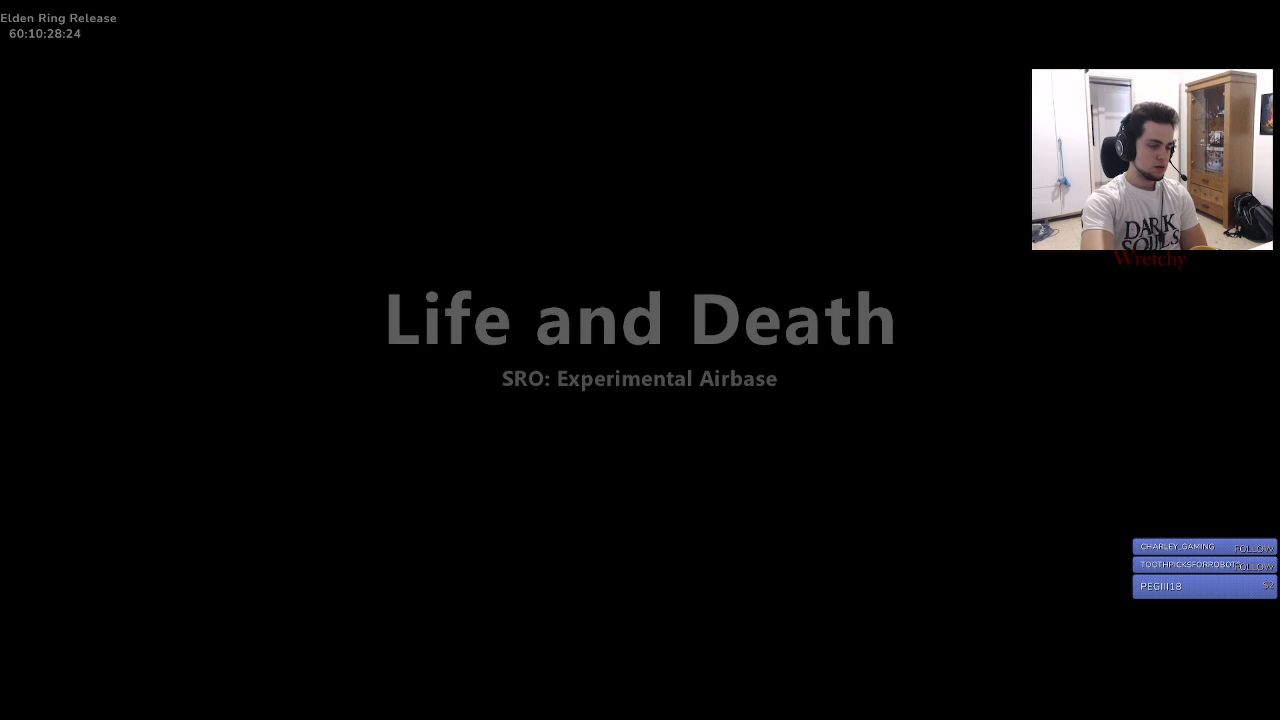 Elden Ring Release
60:10:28:24
DARK
SOULS
Wretchy
Life and Death
SRO: Experimental Airbase
CHARLEY_GAMING FOLLOW
FOLLOW
PEGIII18 $2